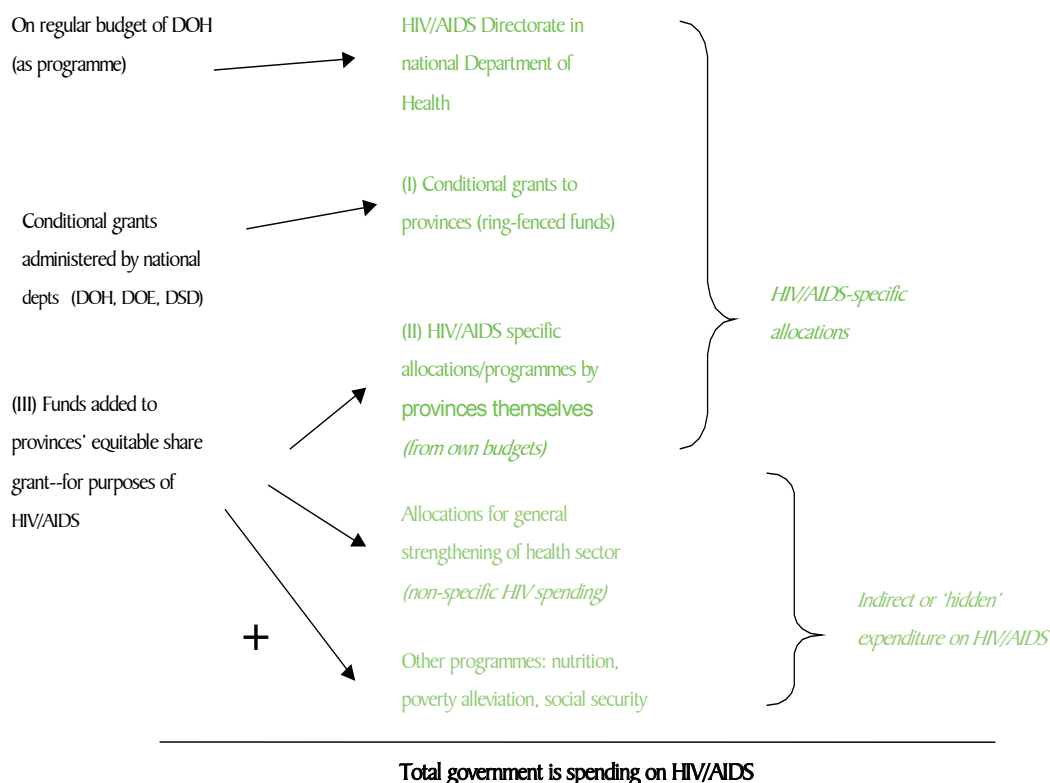 On regular budget of DOH
(as programme)
HIV//AIDS Directorate in
national Department of
Health
(I) Conditional grants to
provinces (ring-fenced funds)
Conditional grants
administered by national
depts (DOH, DOE, DSD)
HIV//AIDS-specific
allocations
(II) HIV//AIDS specific
allocations/programmes by
provinces themselves
(from own budgets)
(III) Funds added to
provinces' equitable share
grant--for purposes of
HIV//AIDS
Allocations for general
strengthening of health sector
(non-specific HIV spending)
Indirect or 'hidden'
expenditure on HIV//AIDS
+
Other programmes: nutrition,
poverty alleviation, social security
Total government is spending on HIV//AIDS